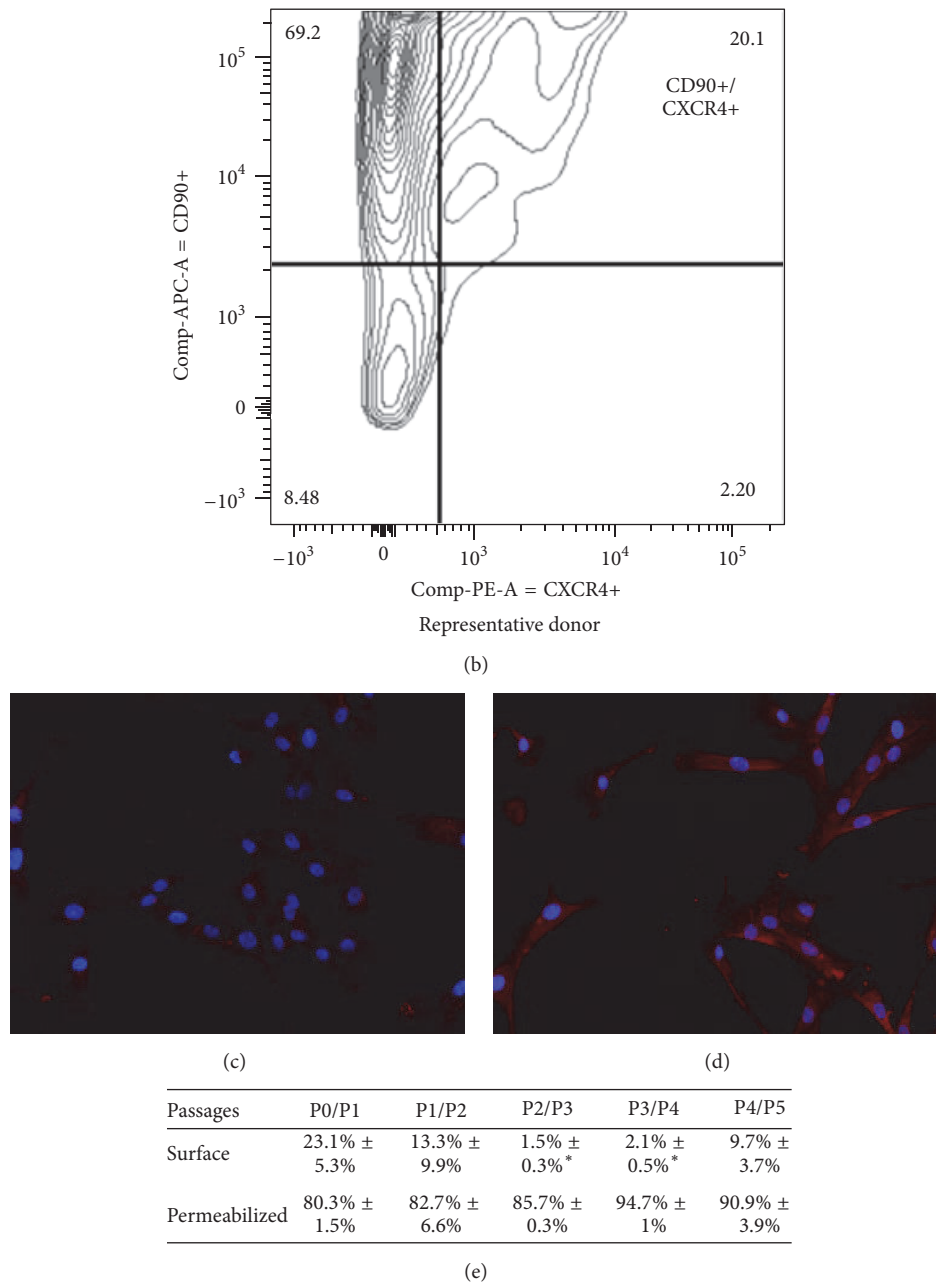 69.2
20.1
CD90+/
CXCR4+
10^5
10^4
10^3
0
−10^3
Comp-APC-A = CD90+
8.48
2.20
−10^3 0 10^3 10^4 10^5
Comp-PE-A = CXCR4+
Representative donor
(b)
(c) (d)
Passages P0/P1 P1/P2 P2/P3 P3/P4 P4/P5
Surface 23.1% ± 5.3% 13.3% ± 9.9% 1.5% ± 0.3%* 2.1% ± 0.5%* 9.7% ± 3.7%
Permeabilized 80.3% ± 1.5% 82.7% ± 6.6% 85.7% ± 0.3% 94.7% ± 1% 90.9% ± 3.9%
(e)